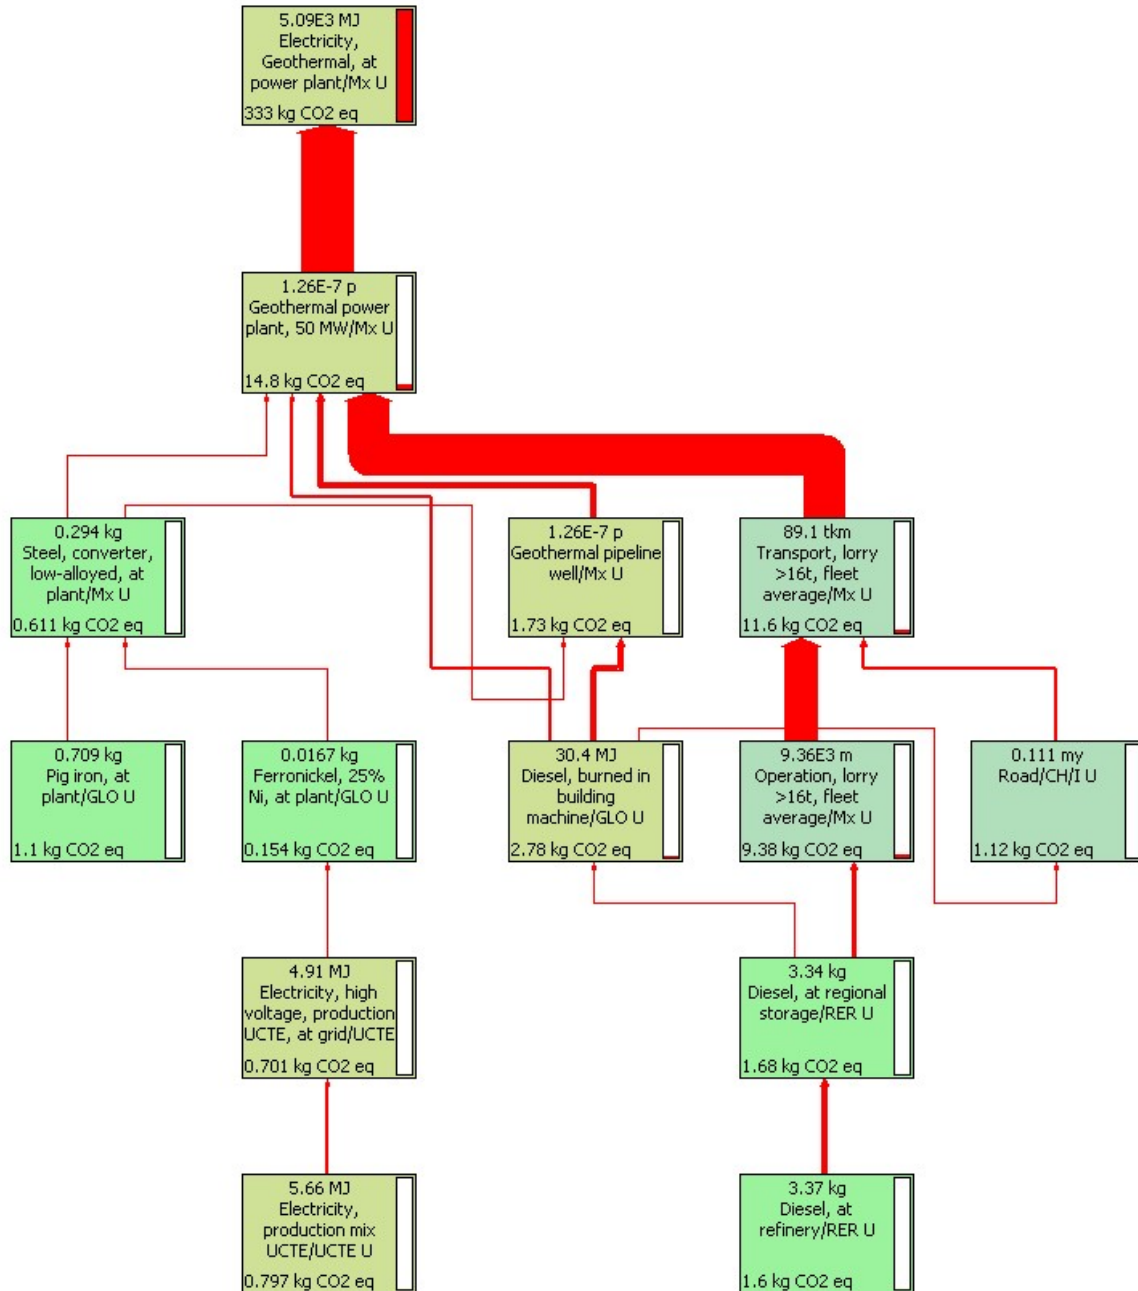 5.09E3 MJ
Electricity,
Geothermal, at
power plant/Mx U
333 kg CO2 eq
1.26E-7 p
Geothermal power
plant, 50 MW/Mx U
14.8 kg CO2 eq
0.294 kg
Steel, converter,
low-alloyed, at
plant/Mx U
0.611 kg CO2 eq
1.26E-7 p
Geothermal pipeline
well/Mx U
1.73 kg CO2 eq
89.1 tkm
Transport, lorry
>16t, fleet
average/Mx U
11.6 kg CO2 eq
0.709 kg
Pig iron, at
plant/GLO U
1.1 kg CO2 eq
0.0167 kg
Ferronickel, 25%
Ni, at plant/GLO U
0.154 kg CO2 eq
30.4 MJ
Diesel, burned in
building
machine/GLO U
2.78 kg CO2 eq
9.36E3 m
Operation, lorry
>16t, fleet
average/Mx U
9.38 kg CO2 eq
0.111 my
Road/CH/I U
1.12 kg CO2 eq
4.91 MJ
Electricity, high
voltage, production
UCTE, at grid/UCTE
0.701 kg CO2 eq
3.34 kg
Diesel, at regional
storage/RER U
1.68 kg CO2 eq
5.66 MJ
Electricity,
production mix
UCTE/UCTE U
0.797 kg CO2 eq
3.37 kg
Diesel, at
refinery/RER U
1.6 kg CO2 eq